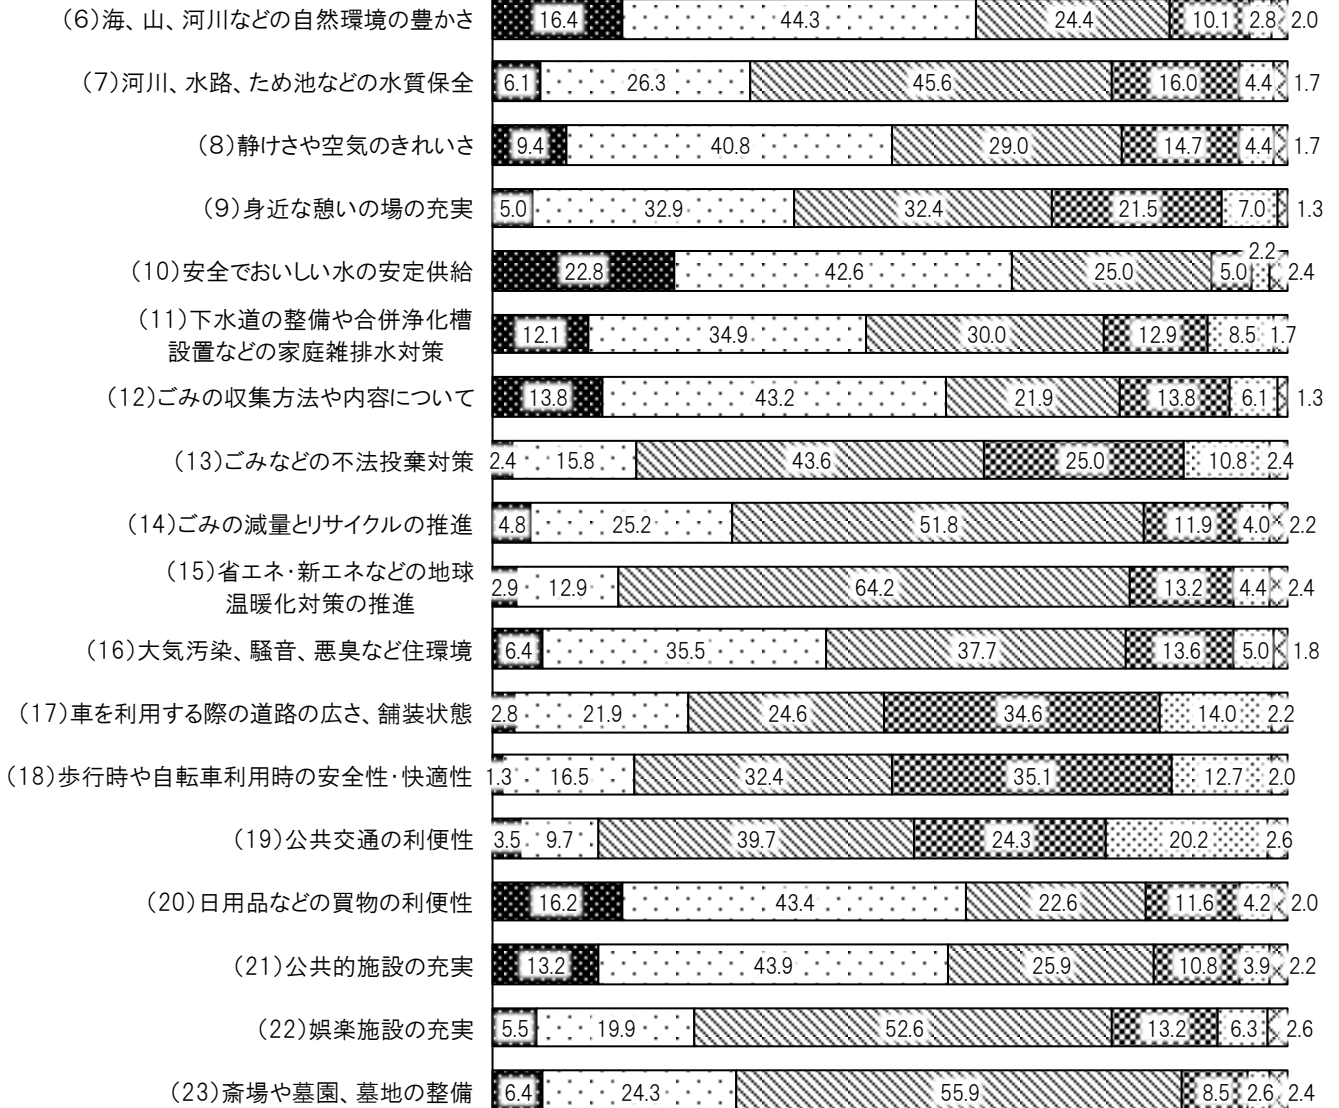 (6)海、山、河川などの自然環境の豊かさ 16.4 44.3 24.4 10.1 2.8 2.0
(7)河川、水路、ため池などの水質保全 6.1 26.3 45.6 16.0 4.4 1.7
(8)静けさや空気のきれいさ 9.4 40.8 29.0 14.7 4.4 1.7
(9)身近な憩いの場の充実 5.0 32.9 32.4 21.5 7.0 1.3
(10)安全でおいしい水の安定供給 22.8 42.6 25.0 5.0 2.2 2.4
(11)下水道の整備や合併浄化槽
設置などの家庭雑排水対策 12.1 34.9 30.0 12.9 8.5 1.7
(12)ごみの収集方法や内容について 13.8 43.2 21.9 13.8 6.1 1.3
(13)ごみなどの不法投棄対策 2.4 15.8 43.6 25.0 10.8 2.4
(14)ごみの減量とリサイクルの推進 4.8 25.2 51.8 11.9 4.0 2.2
(15)省エネ･新エネなどの地球
温暖化対策の推進 2.9 12.9 64.2 13.2 4.4 2.4
(16)大気汚染、騒音、悪臭など住環境 6.4 35.5 37.7 13.6 5.0 1.8
(17)車を利用する際の道路の広さ、舗装状態 2.8 21.9 24.6 34.6 14.0 2.2
(18)歩行時や自転車利用時の安全性･快適性 1.3 16.5 32.4 35.1 12.7 2.0
(19)公共交通の利便性 3.5 9.7 39.7 24.3 20.2 2.6
(20)日用品などの買物の利便性 16.2 43.4 22.6 11.6 4.2 2.0
(21)公共的施設の充実 13.2 43.9 25.9 10.8 3.9 2.2
(22)娯楽施設の充実 5.5 19.9 52.6 13.2 6.3 2.6
(23)斎場や墓園、墓地の整備 6.4 24.3 55.9 8.5 2.6 2.4